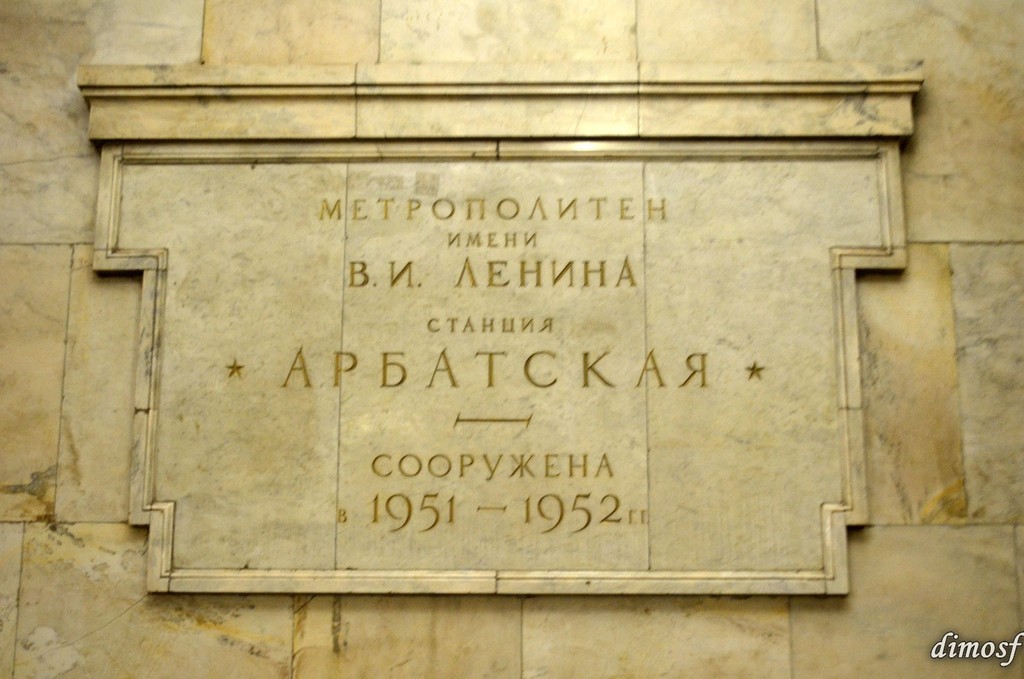 МЕТРОПОЛИТЕН
ИМЕНИ
В. И. ЛЕНИНА
СТАНЦИЯ
★ АРБАТСКАЯ ★
СООРУЖЕНА
В 1951 — 1952 ГГ.
dimosf